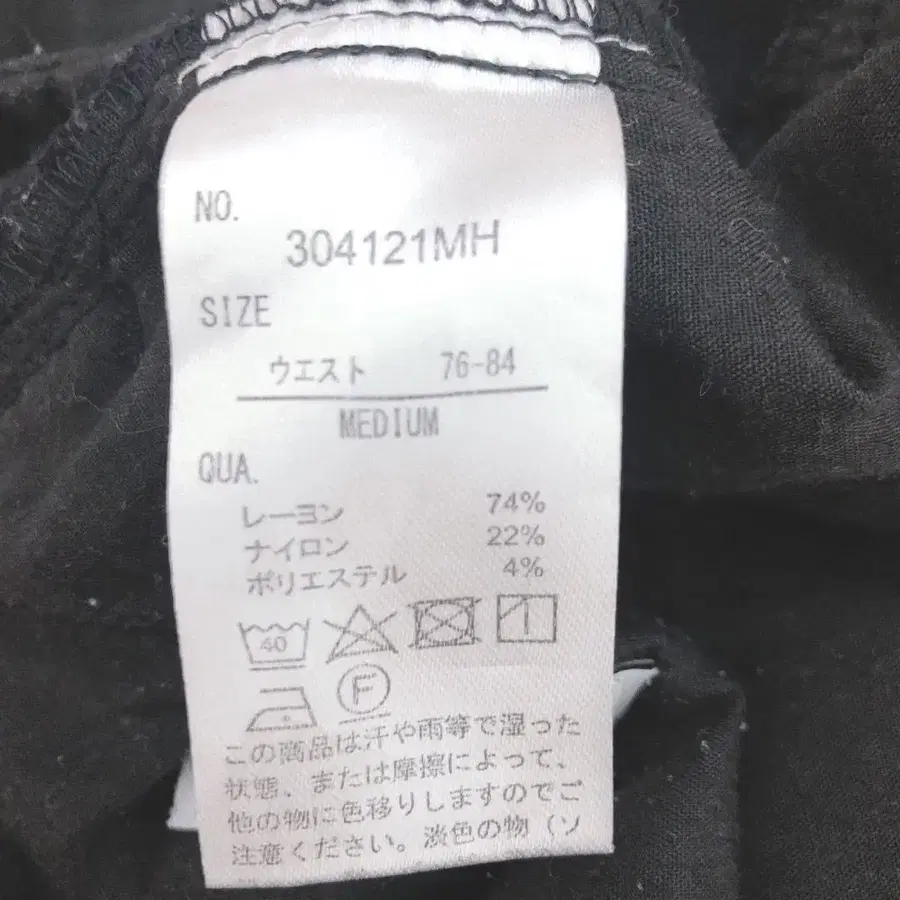 NO.
304121MH
SIZE
ウエスト 76-84
MEDIUM
QUA.
レーヨン 74%
ナイロン 22%
ポリエステル 4%
40
F
この商品は汗や雨等で湿った
状態、または摩擦によって、
他の物に色移りしますのでご
注意ください。淡色の物（ソ